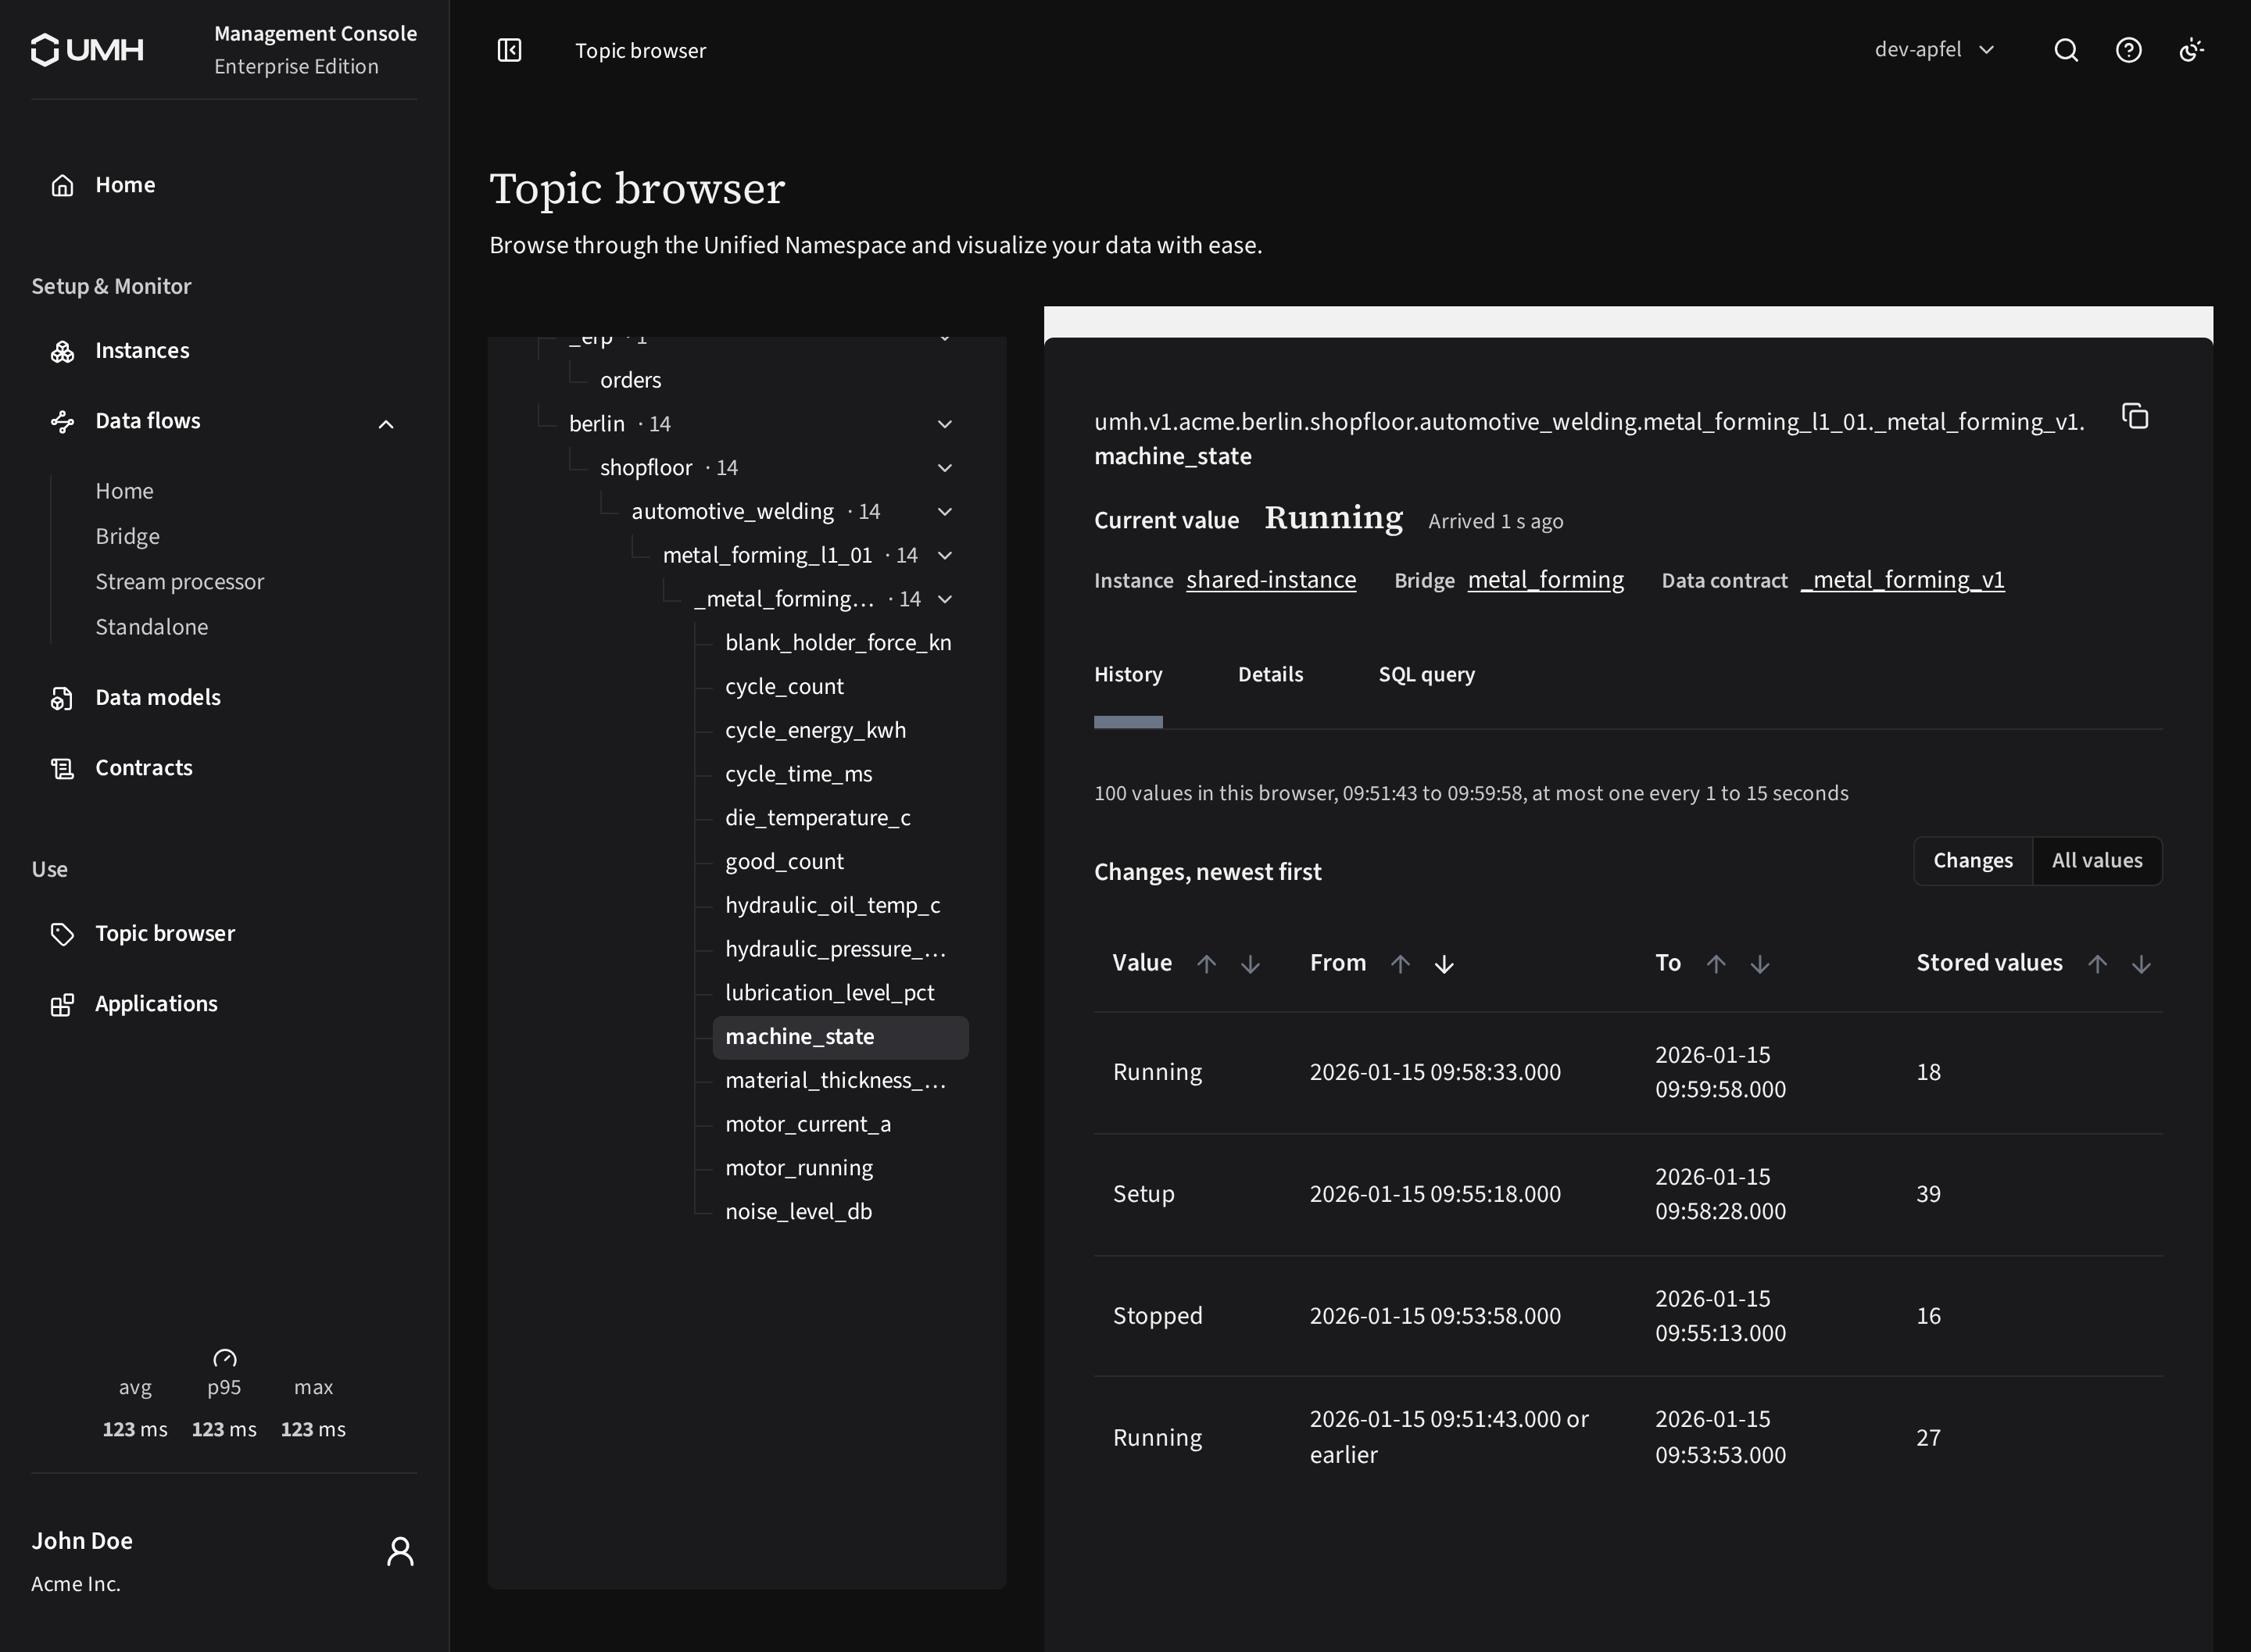 UMH
Management Console
Enterprise Edition
Topic browser
dev-apfel
Home
Setup & Monitor
Instances
Data flows
Home
Bridge
Stream processor
Standalone
Data models
Contracts
Use
Topic browser
Applications
avg p95 max
123 ms 123 ms 123 ms
John Doe
Acme Inc.
Topic browser
Browse through the Unified Namespace and visualize your data with ease.
_erp · 1
orders
berlin · 14
shopfloor · 14
automotive_welding · 14
metal_forming_l1_01 · 14
_metal_forming… · 14
blank_holder_force_kn
cycle_count
cycle_energy_kwh
cycle_time_ms
die_temperature_c
good_count
hydraulic_oil_temp_c
hydraulic_pressure_…
lubrication_level_pct
machine_state
material_thickness_…
motor_current_a
motor_running
noise_level_db
umh.v1.acme.berlin.shopfloor.automotive_welding.metal_forming_l1_01._metal_forming_v1.
machine_state
Current value Running Arrived 1 s ago
Instance shared-instance Bridge metal_forming Data contract _metal_forming_v1
History Details SQL query
100 values in this browser, 09:51:43 to 09:59:58, at most one every 1 to 15 seconds
Changes, newest first
Changes All values
Value From To Stored values
Running 2026-01-15 09:58:33.000 2026-01-15 18
09:59:58.000
Setup 2026-01-15 09:55:18.000 2026-01-15 39
09:58:28.000
Stopped 2026-01-15 09:53:58.000 2026-01-15 16
09:55:13.000
Running 2026-01-15 09:51:43.000 or 2026-01-15 27
earlier 09:53:53.000